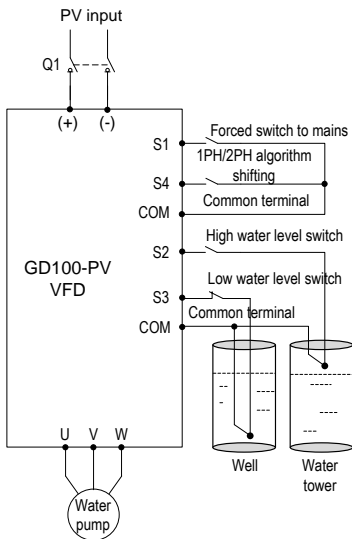 PV input
Q1
(+) (-)
S1
Forced switch to mains
1PH/2PH algorithm
shifting
S4
Common terminal
COM
High water level switch
S2
GD100-PV
VFD
Low water level switch
S3
Common terminal
COM
U V W
Well
Water
tower
Water
pump